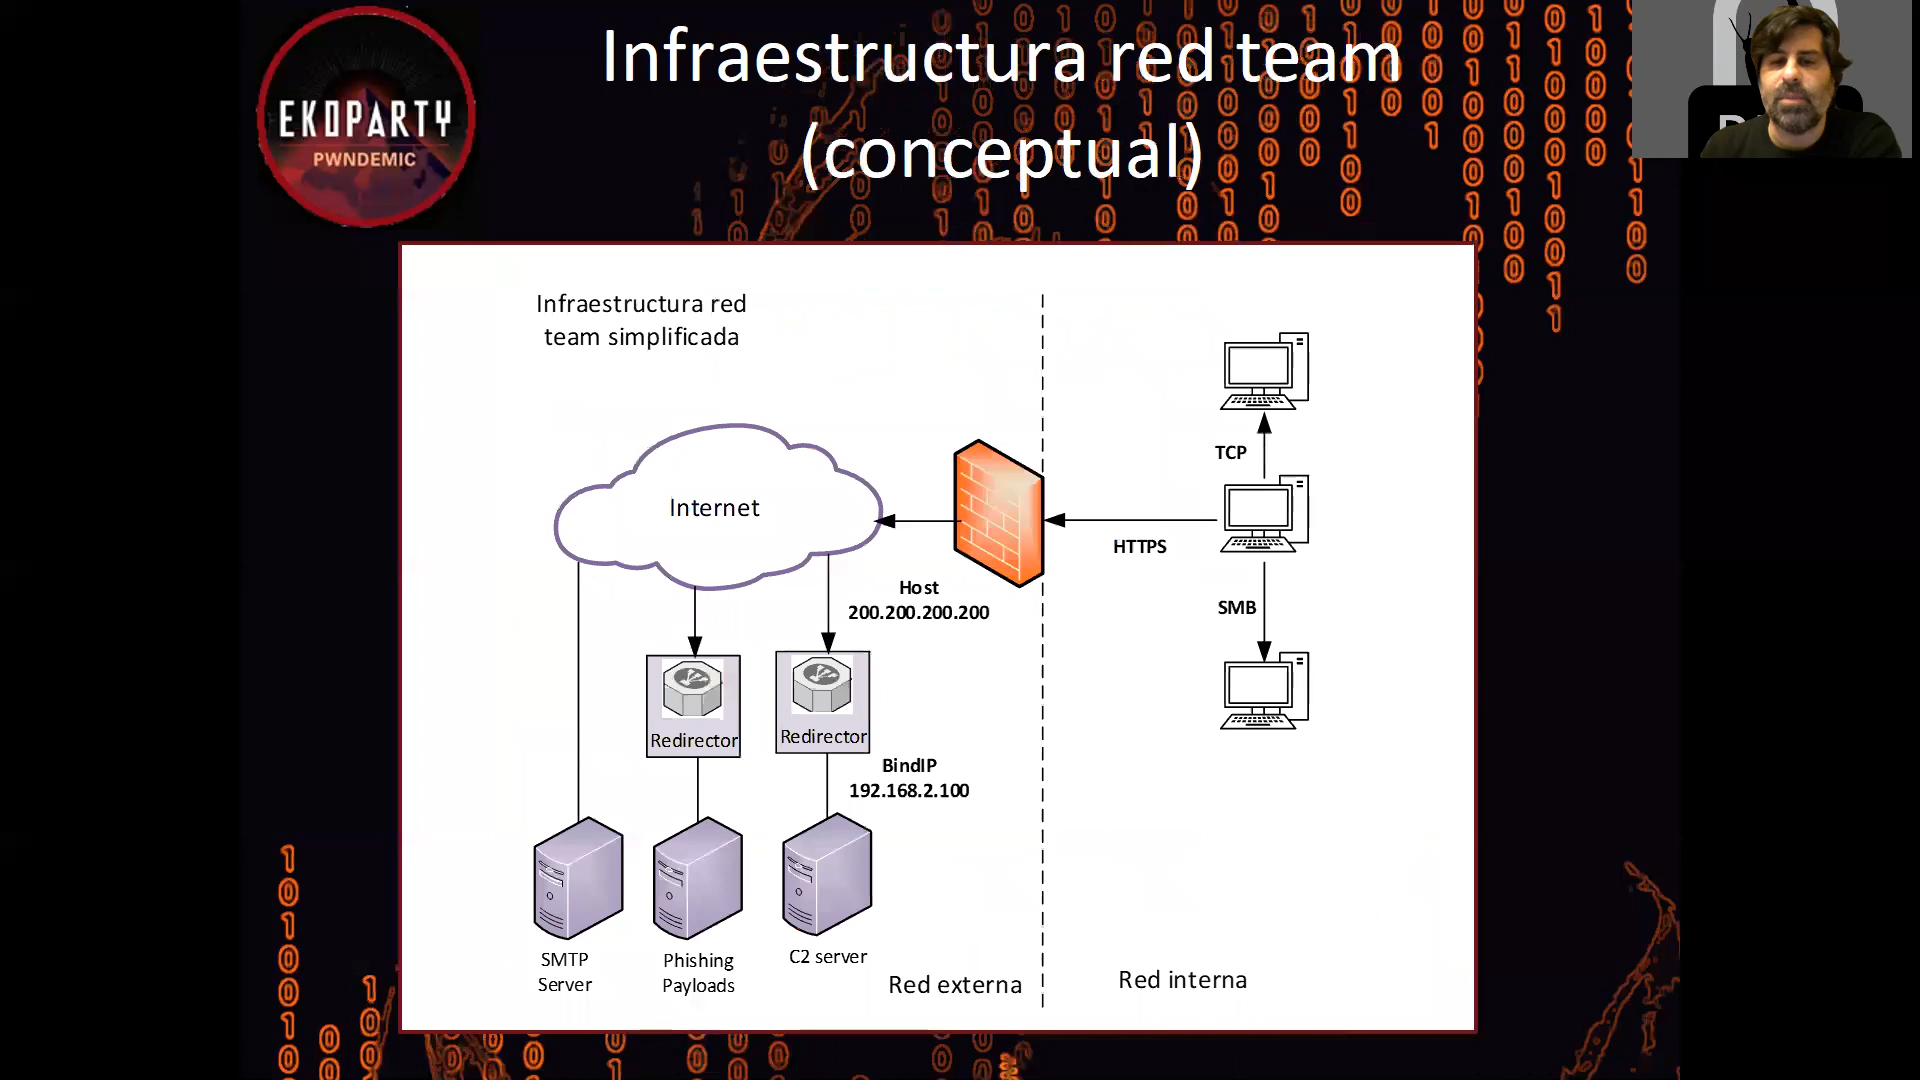 Infraestructura red team
(conceptual)
EKOPARTY
PWNDEMIC
Infraestructura red
team simplificada
Internet
TCP
HTTPS
SMB
Host
200.200.200.200
Redirector
Redirector
BindIP
192.168.2.100
SMTP
Server
Phishing
Payloads
C2 server
Red externa
Red interna